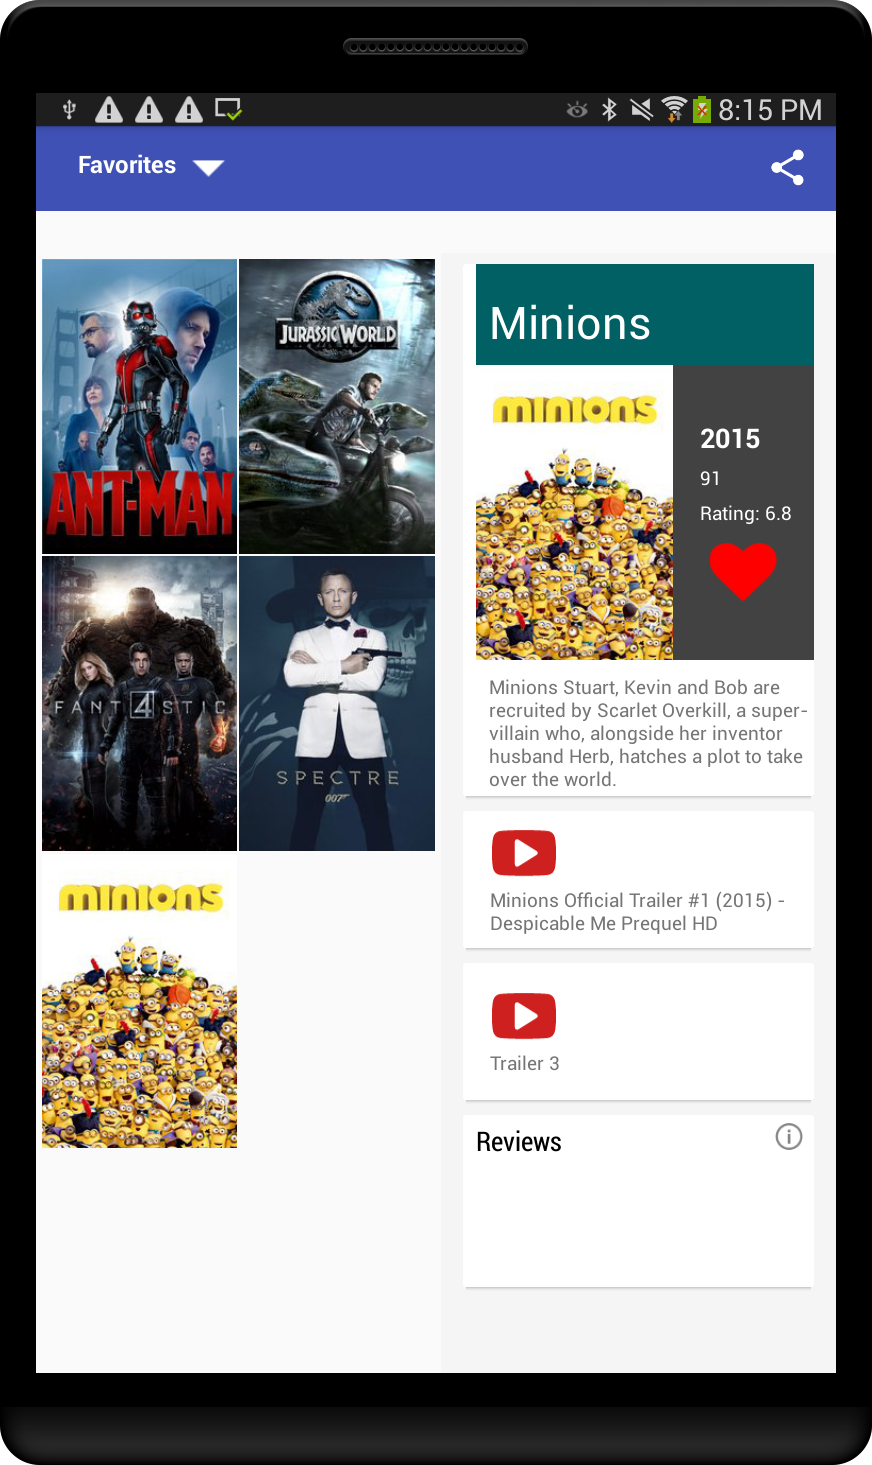 8:15 PM
Favorites
ANT-MAN
JURASSIC WORLD
FANT4STIC
SPECTRE
007
minions
Minions
minions
2015
91
Rating: 6.8
Minions Stuart, Kevin and Bob are
recruited by Scarlet Overkill, a super-
villain who, alongside her inventor
husband Herb, hatches a plot to take
over the world.
Minions Official Trailer #1 (2015) -
Despicable Me Prequel HD
Trailer 3
Reviews